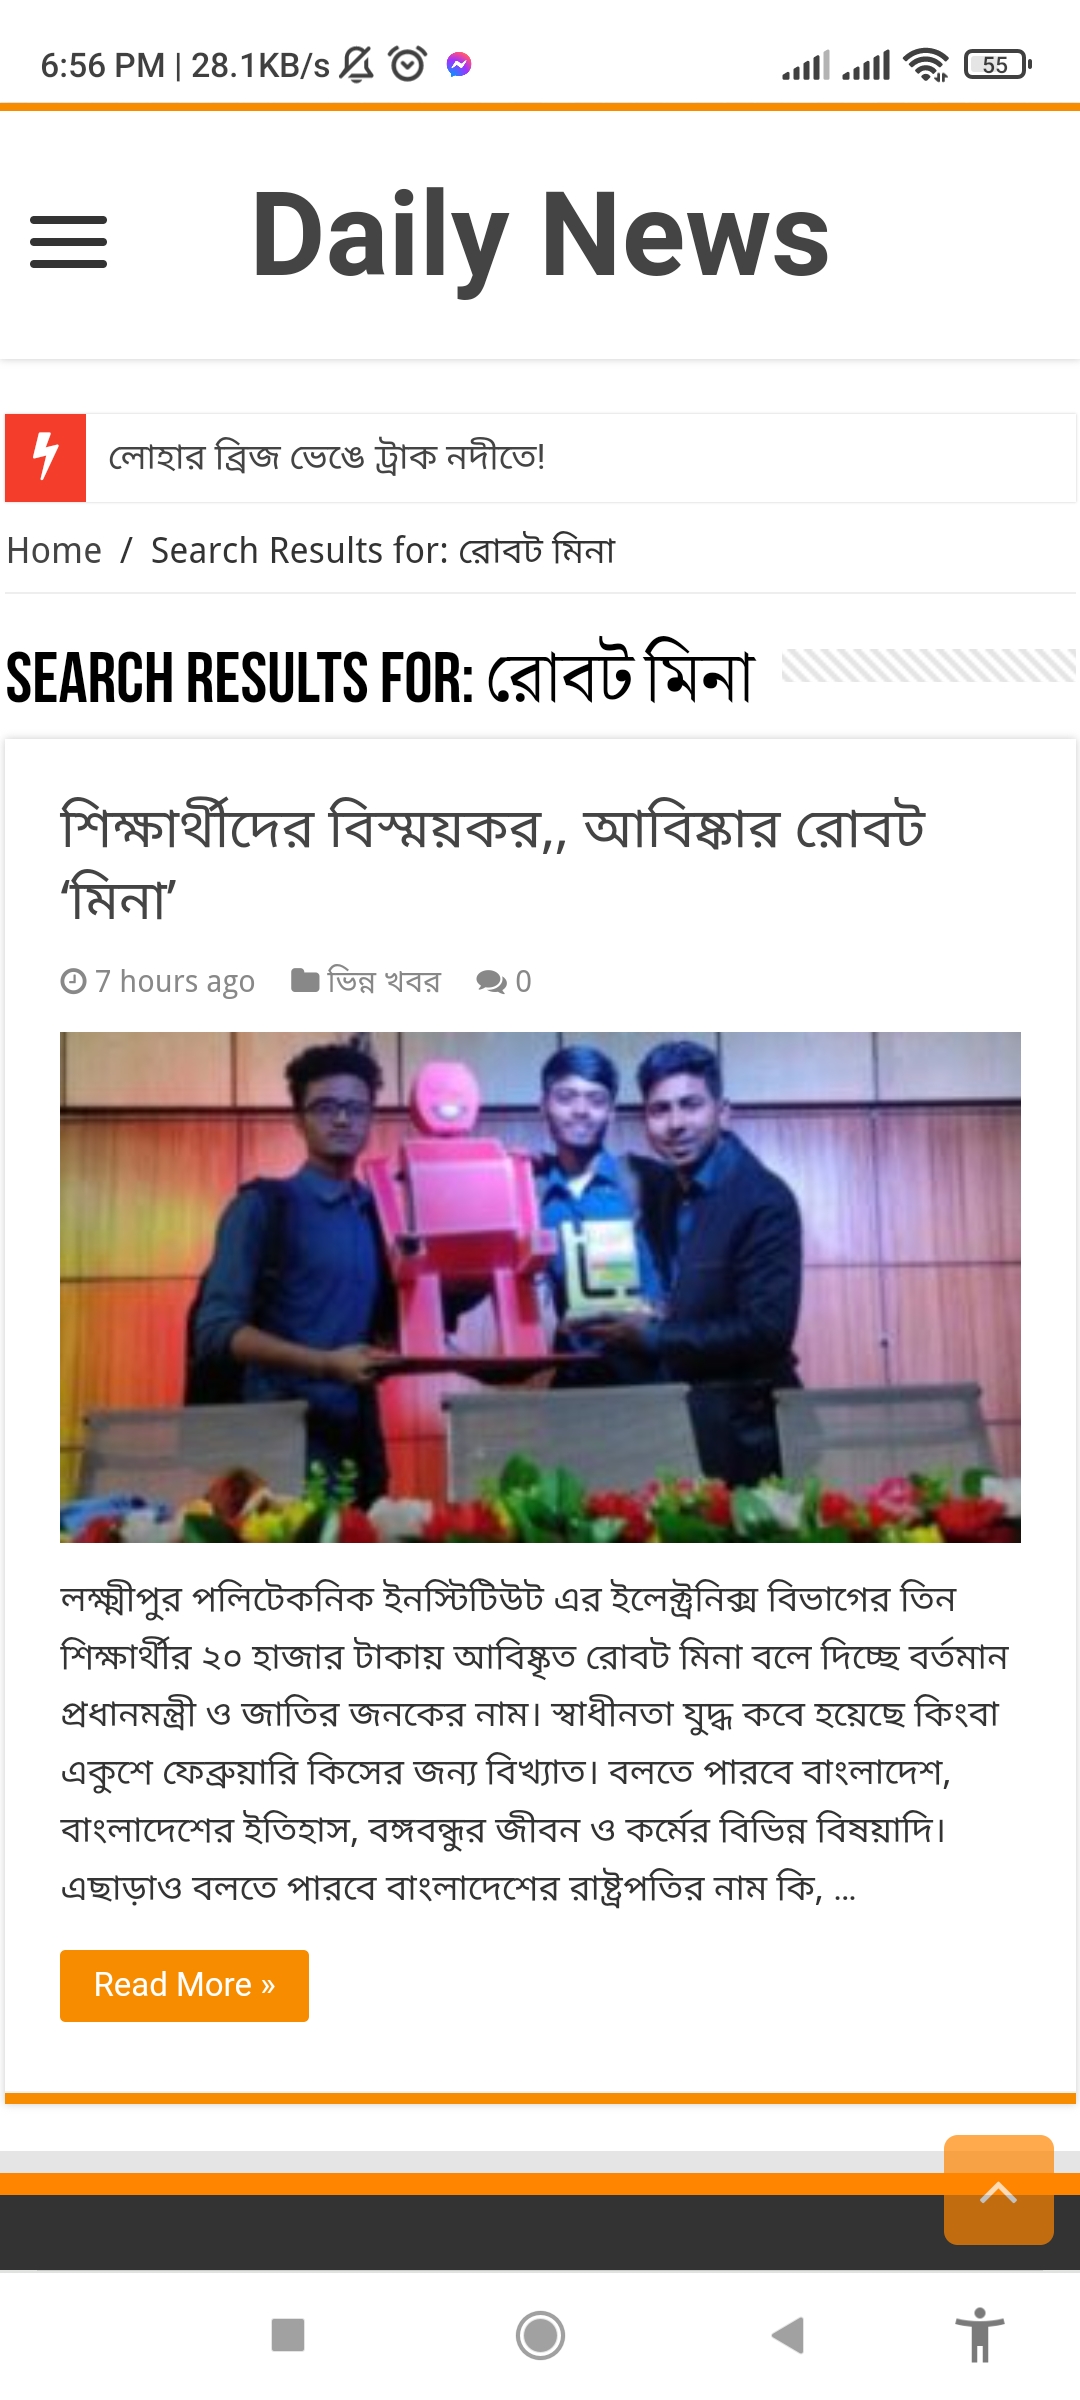 6:56 PM | 28.1KB/s
55
Daily News
লোহার ব্রিজ ভেঙে ট্রাক নদীতে!
Home / Search Results for: রোবট মিনা
SEARCH RESULTS FOR: রোবট মিনা
শিক্ষার্থীদের বিস্ময়কর,, আবিষ্কার রোবট
‘মিনা’
7 hours ago ভিন্ন খবর 0
লক্ষ্মীপুর পলিটেকনিক ইনস্টিটিউট এর ইলেক্ট্রনিক্স বিভাগের তিন
শিক্ষার্থীর ২০ হাজার টাকায় আবিষ্কৃত রোবট মিনা বলে দিচ্ছে বর্তমান
প্রধানমন্ত্রী ও জাতির জনকের নাম। স্বাধীনতা যুদ্ধ কবে হয়েছে কিংবা
একুশে ফেব্রুয়ারি কিসের জন্য বিখ্যাত। বলতে পারবে বাংলাদেশ,
বাংলাদেশের ইতিহাস, বঙ্গবন্ধুর জীবন ও কর্মের বিভিন্ন বিষয়াদি।
এছাড়াও বলতে পারবে বাংলাদেশের রাষ্ট্রপতির নাম কি, ...
Read More »